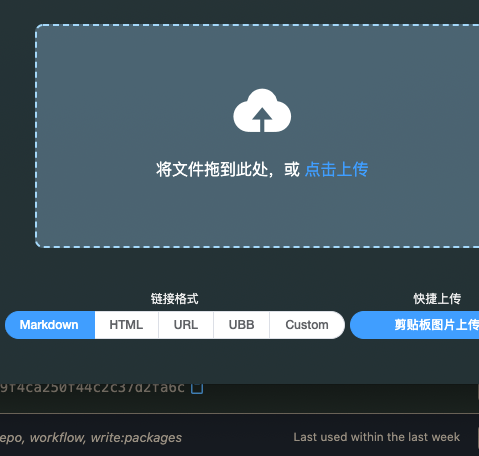 将文件拖到此处，或 点击上传
链接格式 快捷上传
Markdown HTML URL UBB Custom 剪贴板图片上传
9f4ca250f44c2c37d2fa6c
epo, workflow, write:packages Last used within the last week